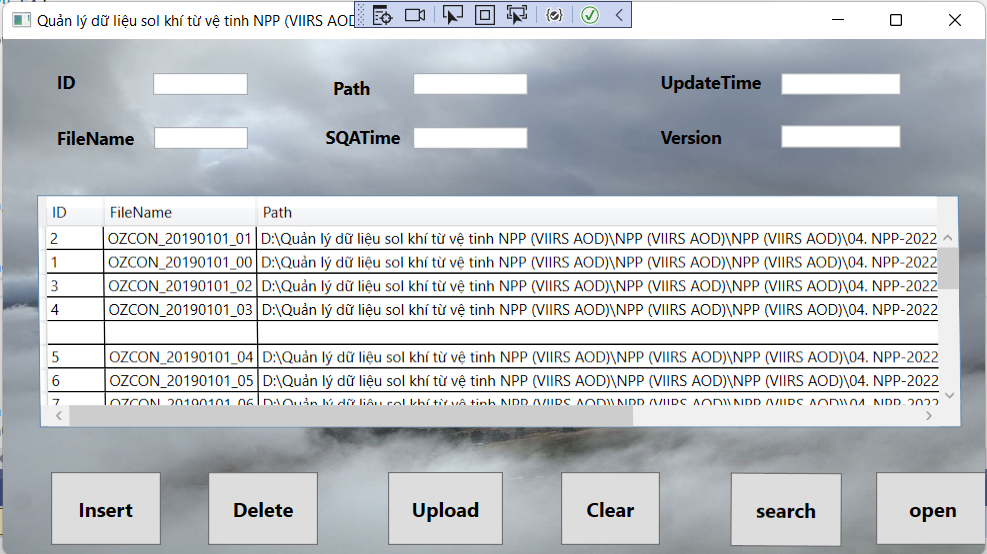 Quản lý dữ liệu sol khí từ vệ tinh NPP (VIIRS AOD
ID
Path
UpdateTime
FileName
SQATime
Version
ID FileName Path
2 OZCON_20190101_01 D:\Quản lý dữ liệu sol khí từ vệ tinh NPP (VIIRS AOD)\NPP (VIIRS AOD)\NPP (VIIRS AOD)\04. NPP-2022
1 OZCON_20190101_00 D:\Quản lý dữ liệu sol khí từ vệ tinh NPP (VIIRS AOD)\NPP (VIIRS AOD)\NPP (VIIRS AOD)\04. NPP-2022
3 OZCON_20190101_02 D:\Quản lý dữ liệu sol khí từ vệ tinh NPP (VIIRS AOD)\NPP (VIIRS AOD)\NPP (VIIRS AOD)\04. NPP-2022
4 OZCON_20190101_03 D:\Quản lý dữ liệu sol khí từ vệ tinh NPP (VIIRS AOD)\NPP (VIIRS AOD)\NPP (VIIRS AOD)\04. NPP-2022
5 OZCON_20190101_04 D:\Quản lý dữ liệu sol khí từ vệ tinh NPP (VIIRS AOD)\NPP (VIIRS AOD)\NPP (VIIRS AOD)\04. NPP-2022
6 OZCON_20190101_05 D:\Quản lý dữ liệu sol khí từ vệ tinh NPP (VIIRS AOD)\NPP (VIIRS AOD)\NPP (VIIRS AOD)\04. NPP-2022
7 OZCON_20190101_06 D:\Quản lý dữ liệu sol khí từ vệ tinh NPP (VIIRS AOD)\NPP (VIIRS AOD)\NPP (VIIRS AOD)\04. NPP-2022
Insert
Delete
Upload
Clear
search
open